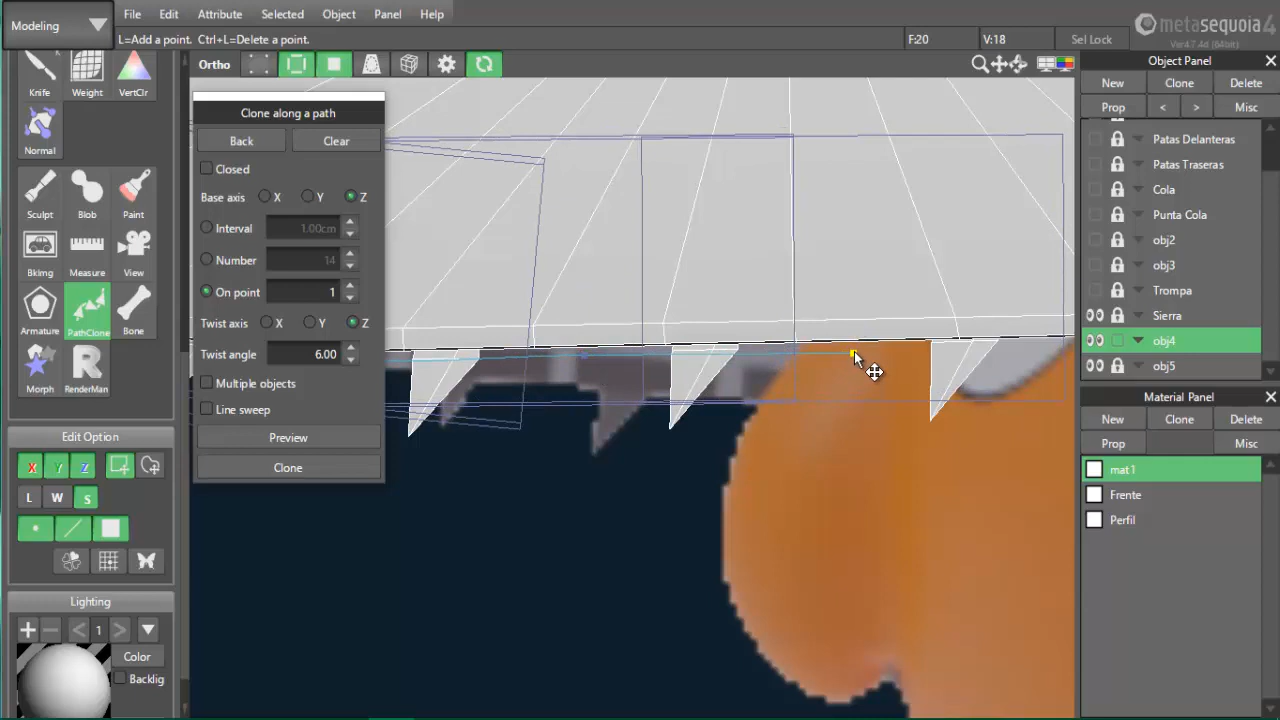 Modeling
File Edit Attribute Selected Object Panel Help
metasequoia 4
Ver4.7.4d (64bit)
L=Add a point. Ctrl+L=Delete a point.
F:20 V:18 Sel Lock
Ortho
Knife Weight VertClr
Normal
Sculpt Blob Paint
BkImg Measure View
Armature PathClone Bone
Morph RenderMan
Edit Option
X Y Z
L W S
Lighting
1
Color
Backlig
Clone along a path
Back Clear
Closed
Base axis X Y Z
Interval 1.00cm
Number 14
On point 1
Twist axis X Y Z
Twist angle 6.00
Multiple objects
Line sweep
Preview
Clone
Object Panel
New Clone Delete
Prop < > Misc
Patas Delanteras
Patas Traseras
Cola
Punta Cola
obj2
obj3
Trompa
Sierra
obj4
obj5
Material Panel
New Clone Delete
Prop Misc
mat1
Frente
Perfil